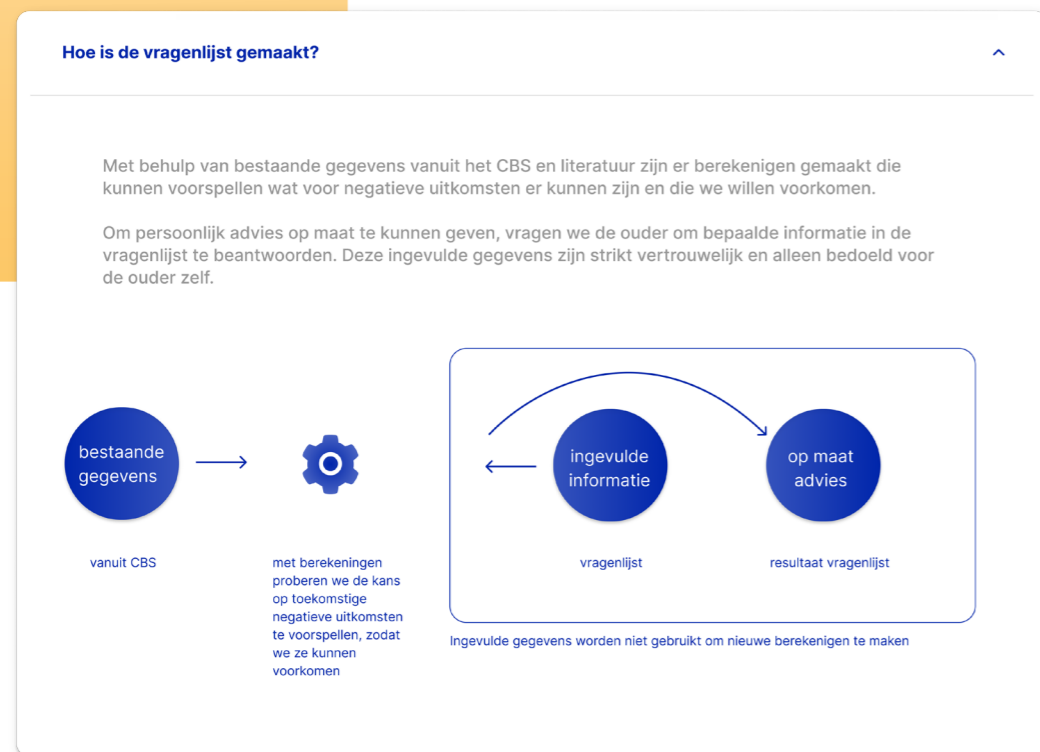 Hoe is de vragenlijst gemaakt?
Met behulp van bestaande gegevens vanuit het CBS en literatuur zijn er berekenigen gemaakt die
kunnen voorspellen wat voor negatieve uitkomsten er kunnen zijn en die we willen voorkomen.
Om persoonlijk advies op maat te kunnen geven, vragen we de ouder om bepaalde informatie in de
vragenlijst te beantwoorden. Deze ingevulde gegevens zijn strikt vertrouwelijk en alleen bedoeld voor
de ouder zelf.
bestaande
gegevens
vanuit CBS
met berekeningen
proberen we de kans
op toekomstige
negatieve uitkomsten
te voorspellen, zodat
we ze kunnen
voorkomen
ingevulde
informatie
vragenlijst
op maat
advies
resultaat vragenlijst
Ingevulde gegevens worden niet gebruikt om nieuwe berekenigen te maken